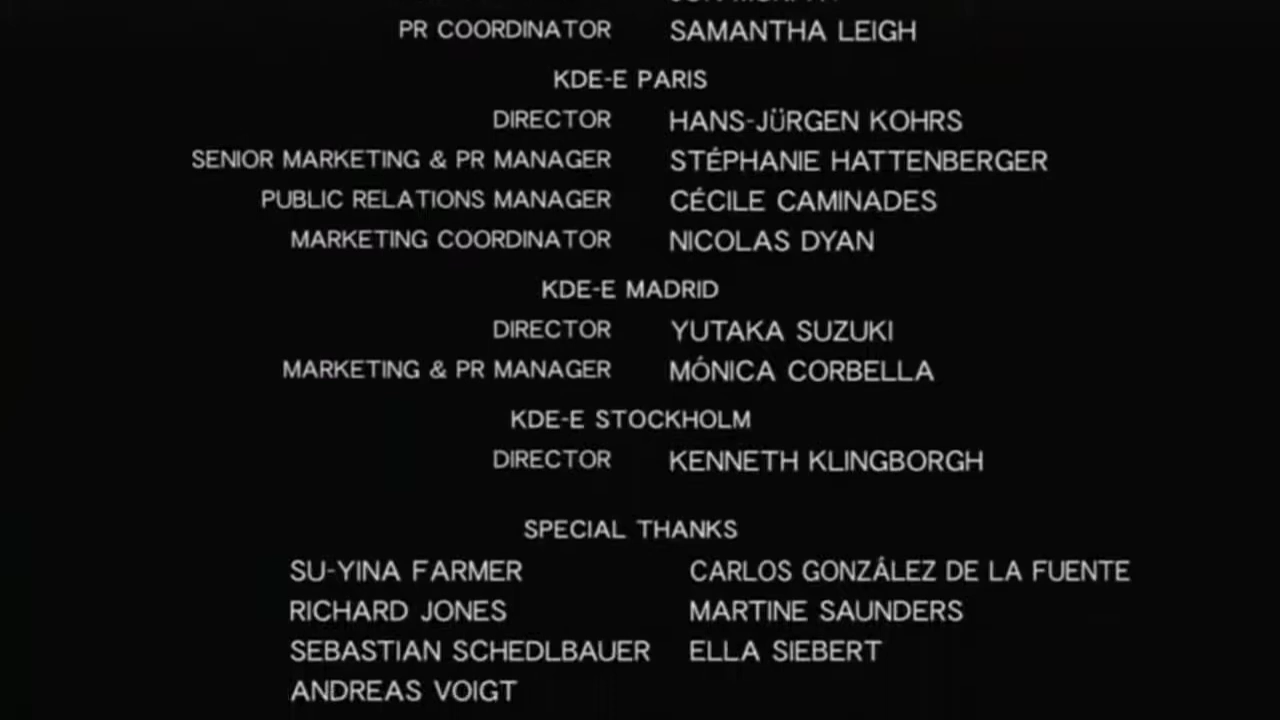 PR COORDINATOR SAMANTHA LEIGH
KDE-E PARIS
DIRECTOR HANS-JÜRGEN KOHRS
SENIOR MARKETING & PR MANAGER STÉPHANIE HATTENBERGER
PUBLIC RELATIONS MANAGER CÉCILE CAMINADES
MARKETING COORDINATOR NICOLAS DYAN
KDE-E MADRID
DIRECTOR YUTAKA SUZUKI
MARKETING & PR MANAGER MÓNICA CORBELLA
KDE-E STOCKHOLM
DIRECTOR KENNETH KLINGBORGH
SPECIAL THANKS
SU-YINA FARMER CARLOS GONZÁLEZ DE LA FUENTE
RICHARD JONES MARTINE SAUNDERS
SEBASTIAN SCHEDLBAUER ELLA SIEBERT
ANDREAS VOIGT